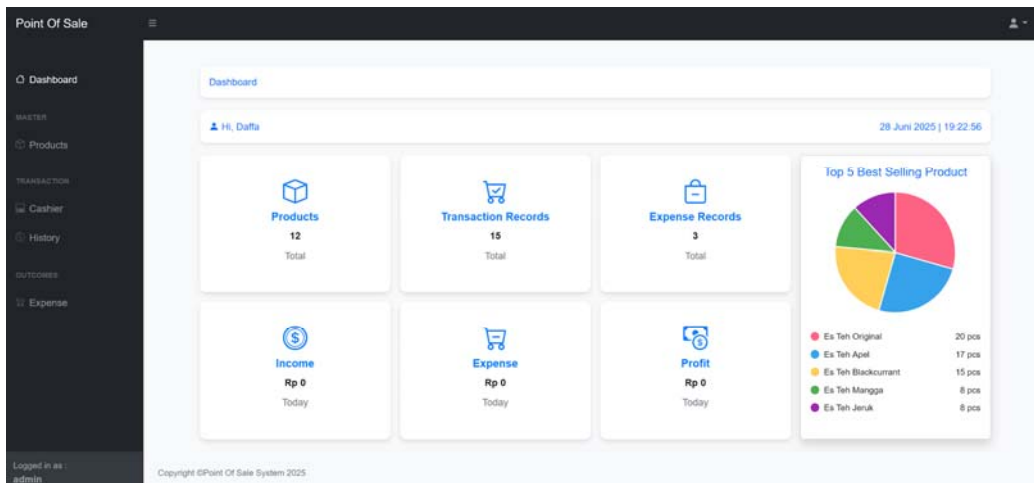 Point Of Sale
Dashboard
MASTER
Products
TRANSACTION
Cashier
History
OUTCOMES
Expense
Logged in as :
admin
Dashboard
Hi, Daffa
28 Juni 2025 | 19:22:56
Products
12
Total
Transaction Records
15
Total
Expense Records
3
Total
Income
Rp 0
Today
Expense
Rp 0
Today
Profit
Rp 0
Today
Top 5 Best Selling Product
Es Teh Original 20 pcs
Es Teh Apel 17 pcs
Es Teh Blackcurrant 15 pcs
Es Teh Mangga 8 pcs
Es Teh Jeruk 8 pcs
Copyright ©Point Of Sale System 2025